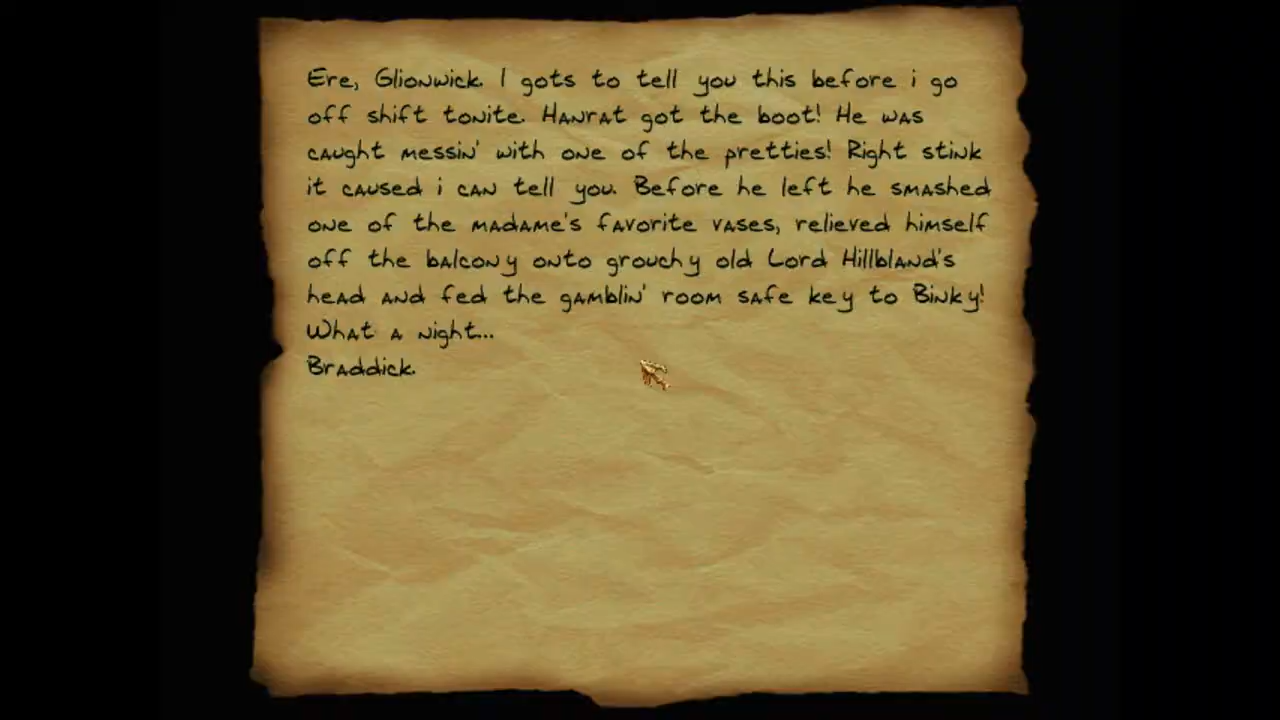 Ere, Glionwick. I gots to tell you this before i go
off shift tonite. Hanrat got the boot! He was
caught messin' with one of the pretties! Right stink
it caused i can tell you. Before he left he smashed
one of the madame's favorite vases, relieved himself
off the balcony onto grouchy old Lord Hillbland's
head and fed the gamblin' room safe key to Binky!
What a night...
Braddick.